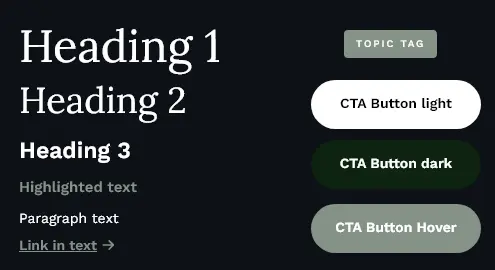 Heading 1
Heading 2
Heading 3
Highlighted text
Paragraph text
Link in text →
TOPIC TAG
CTA Button light
CTA Button dark
CTA Button Hover